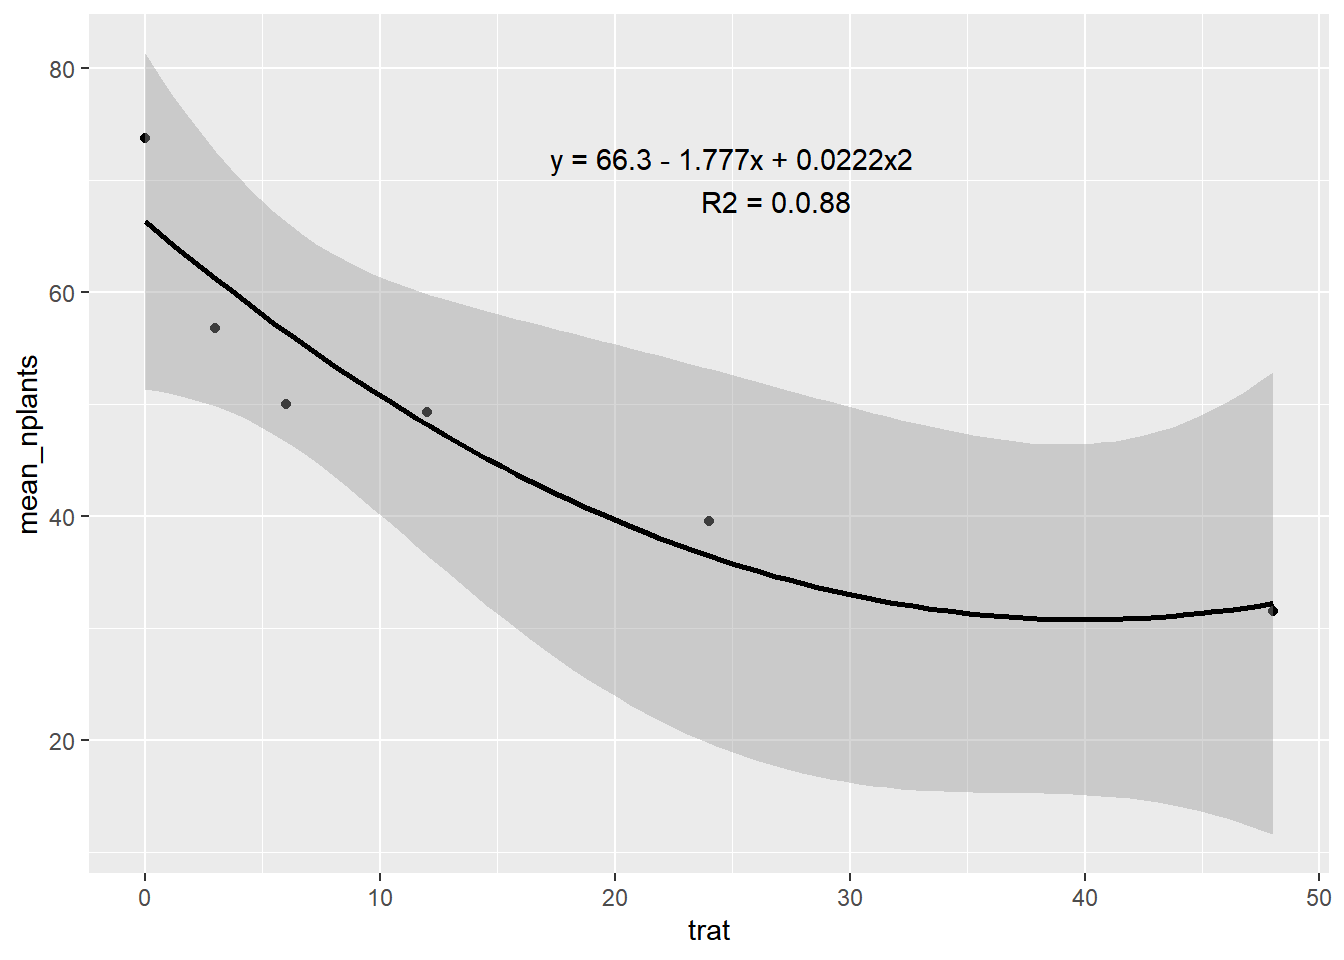 80
60
40
20
mean_nplants
y = 66.3 - 1.777x + 0.0222x2
R2 = 0.0.88
0 10 20 30 40 50
trat